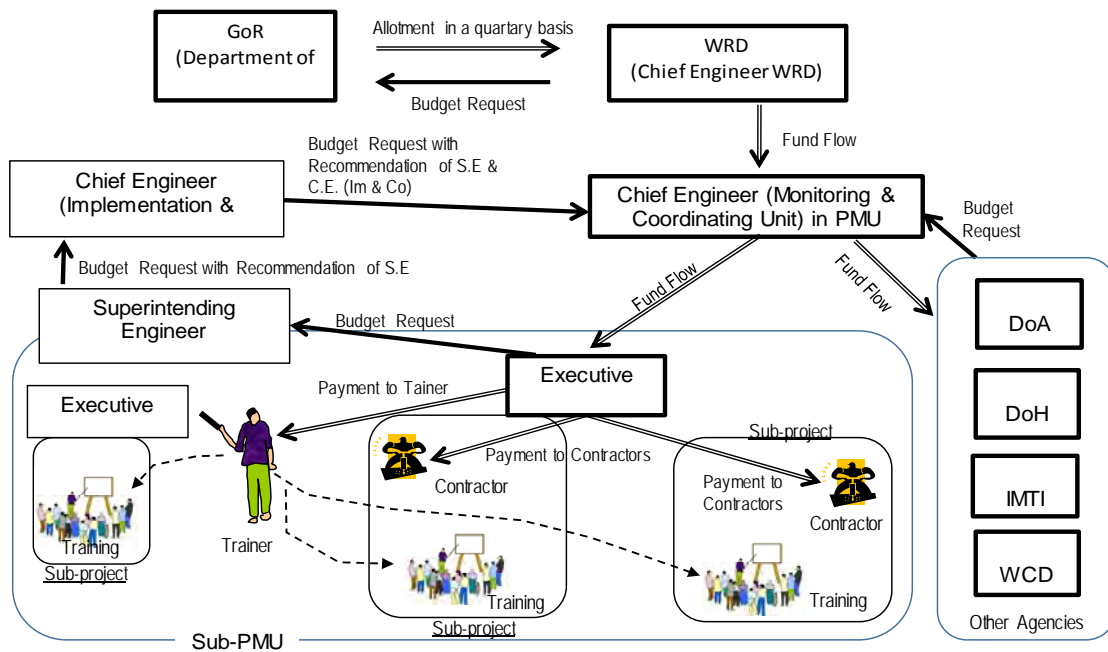 GoR
(Department of
Allotment in a quartary basis
Budget Request
WRD
(Chief Engineer WRD)
Fund Flow
Budget Request with
Recommendation of S.E &
C.E. (Im & Co)
Chief Engineer
(Implementation &
Chief Engineer (Monitoring &
Coordinating Unit) in PMU
Budget
Request
Budget Request with Recommendation of S.E
Fund Flow
Fund Flow
Superintending
Engineer
Budget Request
DoA
Executive
Payment to Tainer
Executive
DoH
Sub-project
Payment to Contractors
Contractor
Payment to
Contractors
Contractor
IMTI
Training
Sub-project
Trainer
Training
Sub-project
Training
WCD
Other Agencies
Sub-PMU